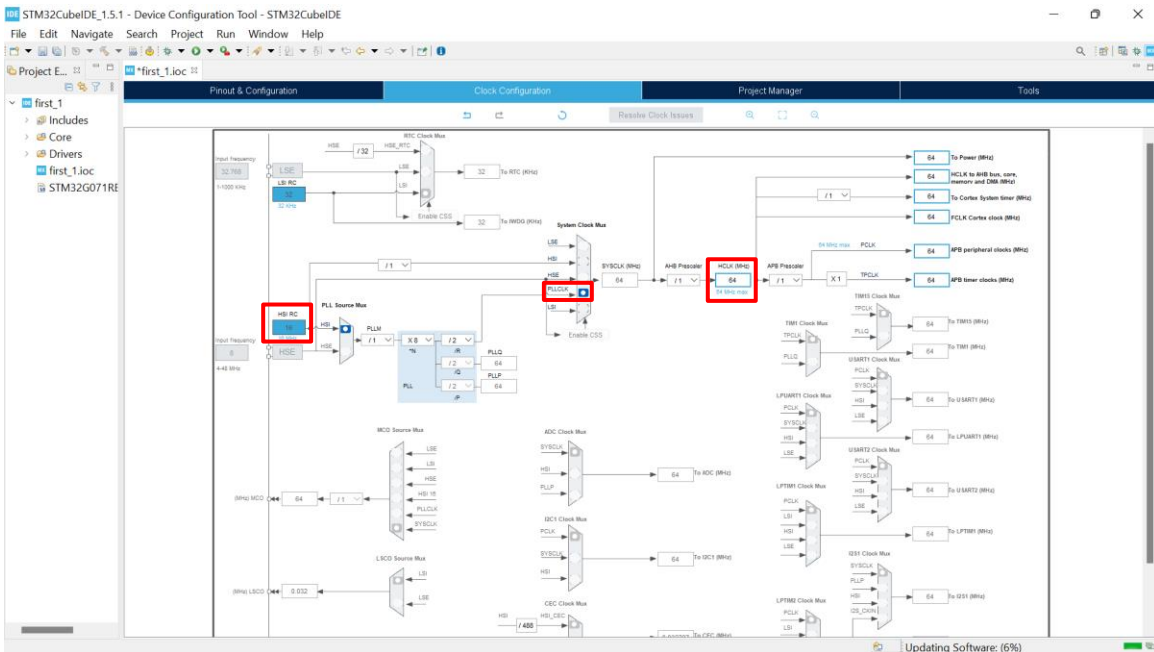 IDE STM32CubeIDE_1.5.1 - Device Configuration Tool - STM32CubeIDE
File Edit Navigate Search Project Run Window Help
Project E...
*first_1.ioc
Pinout & Configuration
Clock Configuration
Project Manager
Tools
Resolve Clock Issues
first_1
Includes
Core
Drivers
first_1.ioc
STM32G071RE
RTC Clock Mux
HSE
/ 32
HSE_RTC
Input frequency
32.768
LSE
LSE
1-1000 KHz
LSI RC
32
32 KHz
LSI
32
To RTC (KHz)
Enable CSS
32
To IWDG (KHz)
System Clock Mux
LSE
HSI
/ 1
HSE
PLLCLK
LSI
Enable CSS
SYSCLK (MHz)
64
AHB Prescaler
/ 1
HCLK (MHz)
64
64 MHz max
APB Prescaler
/ 1
64
To Power (MHz)
64
HCLK to AHB bus, core,
memory and DMA (MHz)
/ 1
64
To Cortex System timer (MHz)
64
FCLK Cortex clock (MHz)
64 MHz max
PCLK
64
APB peripheral clocks (MHz)
X 1
TPCLK
64
APB timer clocks (MHz)
HSI RC
16
PLL Source Mux
HSI
HSE
Input frequency
8
HSE
4-48 MHz
PLLM
/ 1
X 8
*N
/ 2
/R
/ 2
/Q
PLLQ
64
PLL
/ 2
/P
PLLP
64
TIM15 Clock Mux
TPCLK
PLLQ
64
To TIM15 (MHz)
TIM1 Clock Mux
TPCLK
PLLQ
64
To TIM1 (MHz)
USART1 Clock Mux
PCLK
SYSCLK
HSI
LSE
64
To USART1 (MHz)
LPUART1 Clock Mux
PCLK
SYSCLK
HSI
LSE
64
To LPUART1 (MHz)
USART2 Clock Mux
PCLK
SYSCLK
HSI
LSE
64
To USART2 (MHz)
LPTIM1 Clock Mux
PCLK
LSI
HSI
LSE
64
To LPTIM1 (MHz)
I2S1 Clock Mux
SYSCLK
PLLP
HSI
I2S_CKIN
64
To I2S1 (MHz)
LPTIM2 Clock Mux
PCLK
LSI
MCO Source Mux
LSE
LSI
HSE
HSI 16
PLLCLK
SYSCLK
(MHz) MCO
64
/ 1
LSCO Source Mux
LSI
LSE
(MHz) LSCO
0.032
ADC Clock Mux
SYSCLK
HSI
PLLP
64
To ADC (MHz)
I2C1 Clock Mux
PCLK
SYSCLK
HSI
64
To I2C1 (MHz)
CEC Clock Mux
HSI
/ 488
HSI_CEC
To CEC (MHz)
Updating Software: (6%)